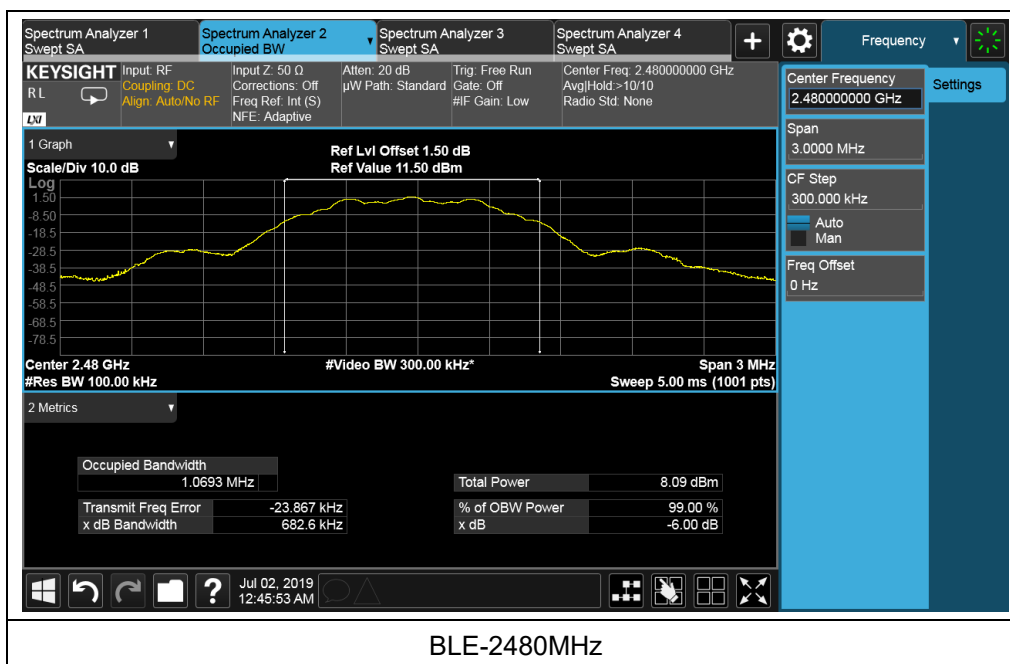 Spectrum Analyzer 1
Swept SA
Spectrum Analyzer 2
Occupied BW
Spectrum Analyzer 3
Swept SA
Spectrum Analyzer 4
Swept SA
+
Frequency
KEYSIGHT
RL
LXI
Input: RF
Coupling: DC
Align: Auto/No RF
Input Z: 50 Ω
Corrections: Off
Freq Ref: Int (S)
NFE: Adaptive
Atten: 20 dB
µW Path: Standard
Trig: Free Run
Gate: Off
#IF Gain: Low
Center Freq: 2.480000000 GHz
Avg|Hold:>10/10
Radio Std: None
Center Frequency
2.480000000 GHz
Settings
Span
3.0000 MHz
CF Step
300.000 kHz
Auto
Man
Freq Offset
0 Hz
1 Graph
Scale/Div 10.0 dB
Ref Lvl Offset 1.50 dB
Ref Value 11.50 dBm
Log
1.50
-8.50
-18.5
-28.5
-38.5
-48.5
-58.5
-68.5
-78.5
Center 2.48 GHz
#Video BW 300.00 kHz*
Span 3 MHz
#Res BW 100.00 kHz
Sweep 5.00 ms (1001 pts)
2 Metrics
Occupied Bandwidth
1.0693 MHz
Total Power 8.09 dBm
Transmit Freq Error -23.867 kHz
% of OBW Power 99.00 %
x dB Bandwidth 682.6 kHz
x dB -6.00 dB
?
Jul 02, 2019
12:45:53 AM
BLE-2480MHz